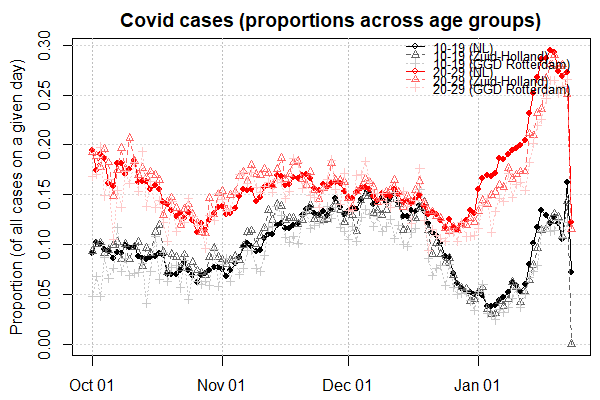 Covid cases (proportions across age groups)
Proportion (of all cases on a given day)
0.30
0.25
0.20
0.15
0.10
0.05
0.00
10-19 (NL)
10-19 (Zuid-Holland)
10-19 (GGD Rotterdam)
20-29 (NL)
20-29 (Zuid-Holland)
20-29 (GGD Rotterdam)
Oct 01
Nov 01
Dec 01
Jan 01